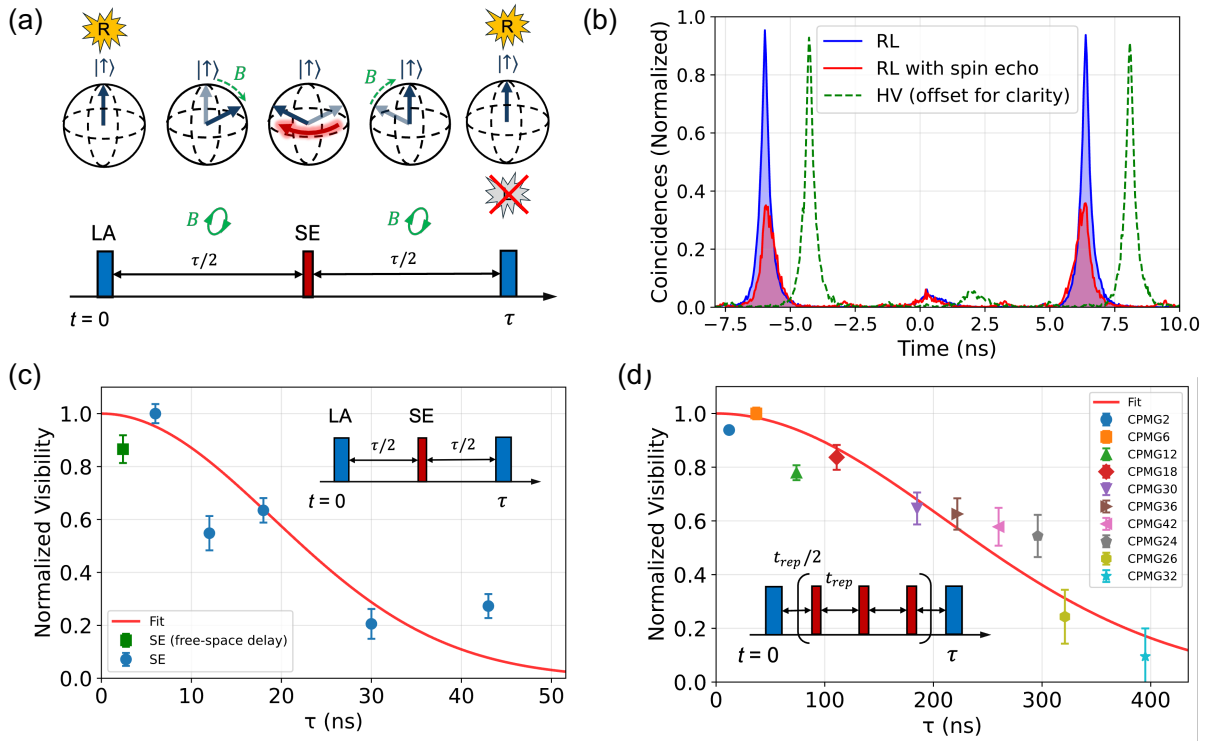 (a)
R
R
|↑⟩
|↑⟩
B
|↑⟩
B
|↑⟩
|↑⟩
B
B
LA
SE
τ/2
τ/2
t = 0
τ
(b)
Coincidences (Normalized)
1.0
0.8
0.6
0.4
0.2
0.0
RL
RL with spin echo
HV (offset for clarity)
−7.5
−5.0
−2.5
0.0
2.5
5.0
7.5
10.0
Time (ns)
(c)
Normalized Visibility
1.0
0.8
0.6
0.4
0.2
0.0
LA
SE
τ/2
τ/2
t = 0
τ
Fit
SE (free-space delay)
SE
0
10
20
30
40
50
τ (ns)
(d)
Normalized Visibility
1.0
0.8
0.6
0.4
0.2
0.0
Fit
CPMG2
CPMG6
CPMG12
CPMG18
CPMG30
CPMG36
CPMG42
CPMG24
CPMG26
CPMG32
t_rep/2
t_rep
t = 0
τ
0
100
200
300
400
τ (ns)